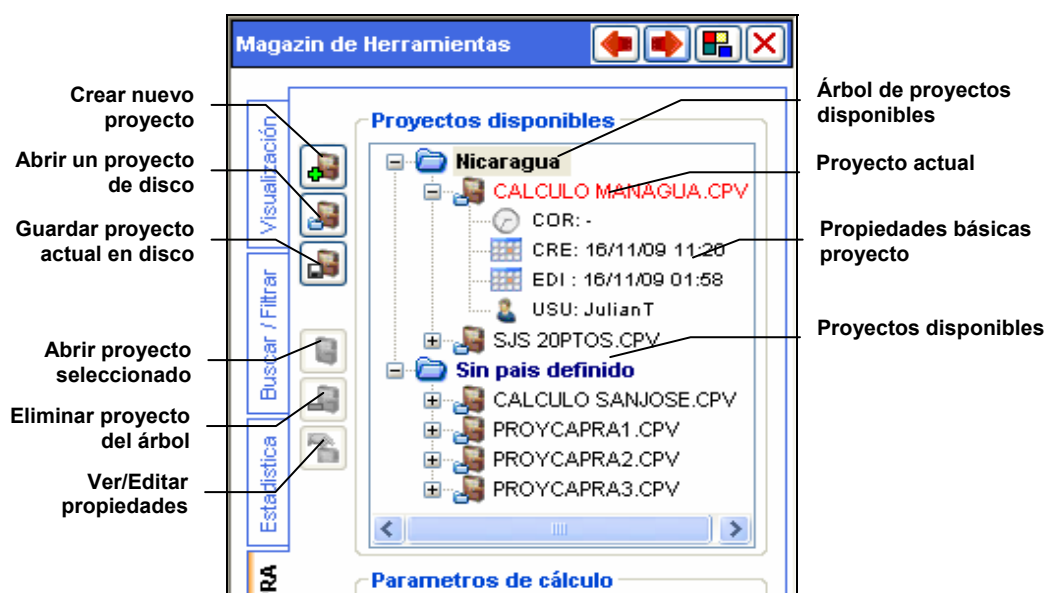 Magazin de Herramientas
Crear nuevo
proyecto
Abrir un proyecto
de disco
Guardar proyecto
actual en disco
Abrir proyecto
seleccionado
Eliminar proyecto
del árbol
Ver/Editar
propiedades
Visualización
Buscar / Filtrar
Estadistica
RA
Proyectos disponibles
Nicaragua
CALCULO MANAGUA.CPV
COR: -
CRE: 16/11/09 11:20
EDI : 16/11/09 01:58
USU: JulianT
SJS 20PTOS.CPV
Sin pais definido
CALCULO SANJOSE.CPV
PROYCAPRA1.CPV
PROYCAPRA2.CPV
PROYCAPRA3.CPV
Parametros de cálculo
Árbol de proyectos
disponibles
Proyecto actual
Propiedades básicas
proyecto
Proyectos disponibles